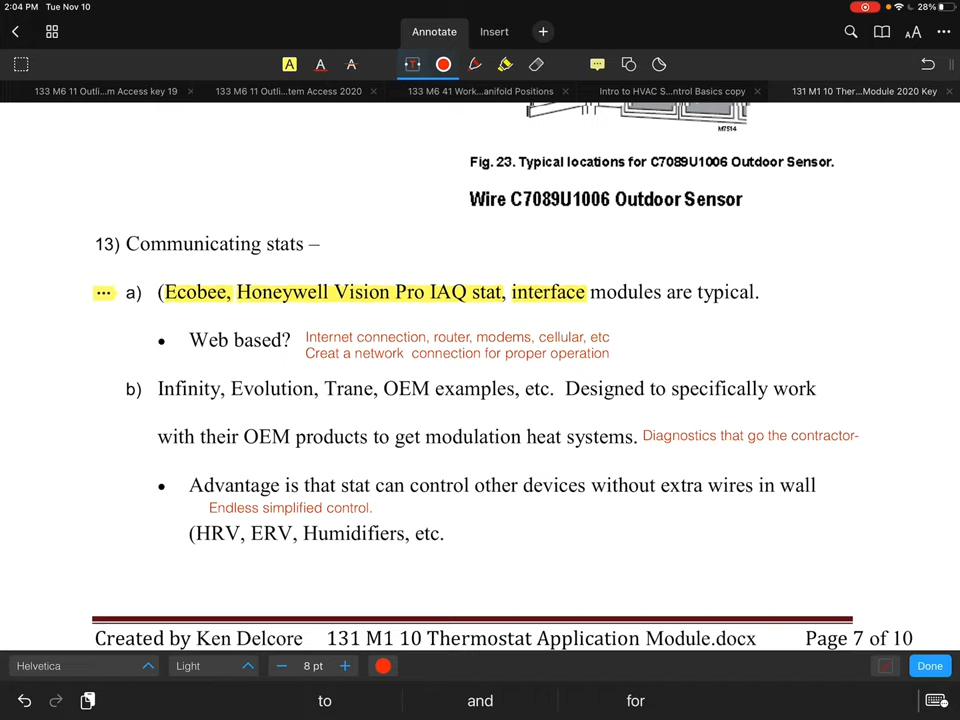 2:04 PM Tue Nov 10 28%
Annotate Insert
AA
A A A T
133 M6 11 Outli...m Access key 19 133 M6 11 Outli...tem Access 2020 133 M6 41 Work...anifold Positions Intro to HVAC S...ntrol Basics copy 131 M1 10 Ther...Module 2020 Key
M7514
Fig. 23. Typical locations for C7089U1006 Outdoor Sensor.
Wire C7089U1006 Outdoor Sensor
13) Communicating stats –
a) (Ecobee, Honeywell Vision Pro IAQ stat, interface modules are typical.
• Web based? Internet connection, router, modems, cellular, etc
Creat a network connection for proper operation
b) Infinity, Evolution, Trane, OEM examples, etc. Designed to specifically work
with their OEM products to get modulation heat systems. Diagnostics that go the contractor-
• Advantage is that stat can control other devices without extra wires in wall
Endless simplified control.
(HRV, ERV, Humidifiers, etc.
Created by Ken Delcore 131 M1 10 Thermostat Application Module.docx Page 7 of 10
Helvetica Light 8 pt Done
to and for